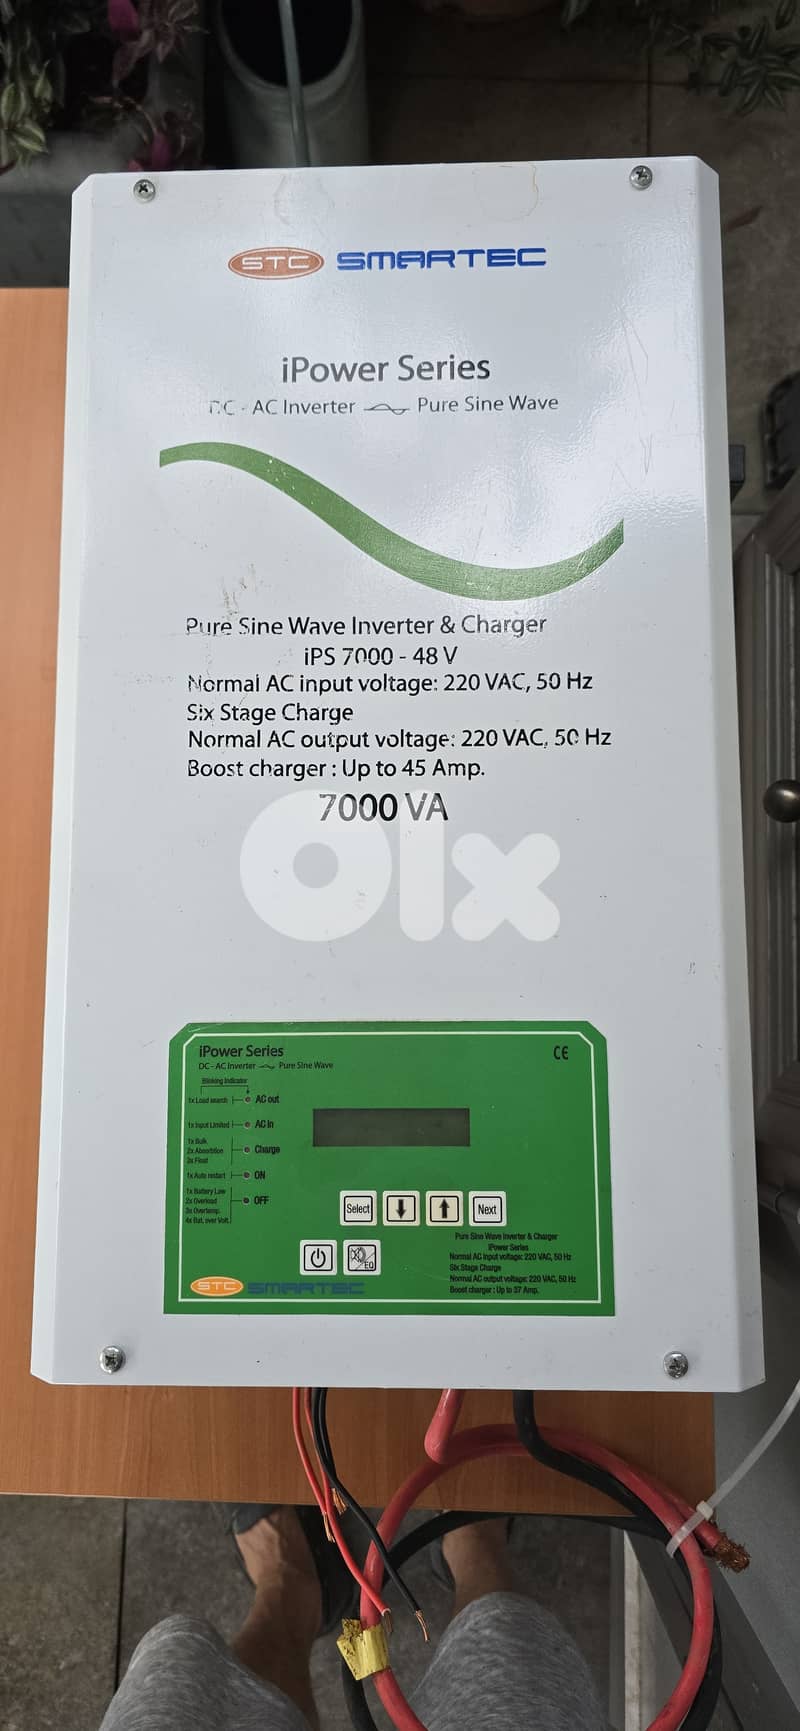 STC SMARTEC
iPower Series
DC - AC Inverter Pure Sine Wave
Pure Sine Wave Inverter & Charger
iPS 7000 - 48 V
Normal AC input voltage: 220 VAC, 50 Hz
Six Stage Charge
Normal AC output voltage: 220 VAC, 50 Hz
Boost charger : Up to 45 Amp.
7000 VA
Olx
iPower Series
CE
DC - AC Inverter Pure Sine Wave
Blinking Indicator
1x Load search AC out
1x Input Limited AC in
1x Bulk
2x Absorbtion Charge
3x Float
1x Auto restart ON
1x Battery Low
2x Overload OFF
3x Overtemp.
4x Bat. over Volt.
Select Next
EQ
Pure Sine Wave Inverter & Charger
iPower Series
Normal AC input voltage: 220 VAC, 50 Hz
Six Stage Charge
Normal AC output voltage: 220 VAC, 50 Hz
Boost charger : Up to 37 Amp.
STC SMARTEC